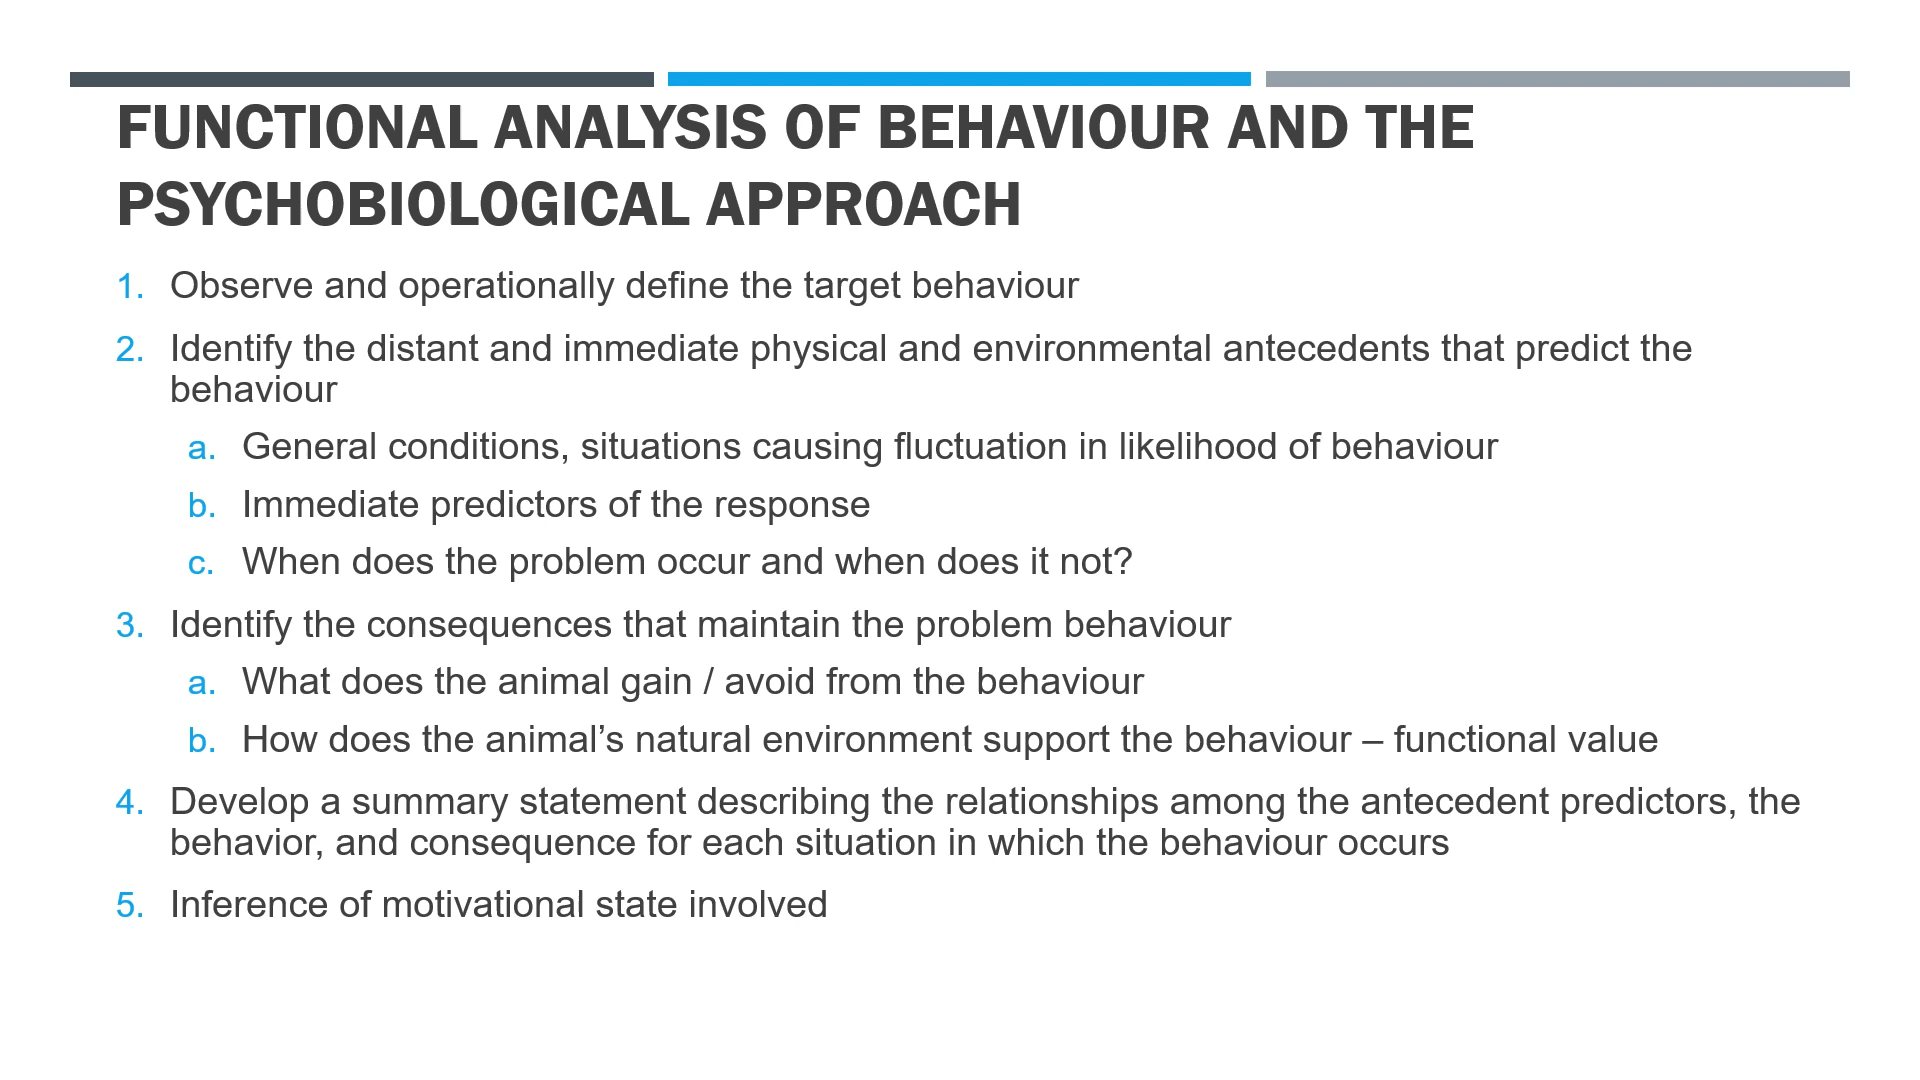 FUNCTIONAL ANALYSIS OF BEHAVIOUR AND THE
PSYCHOBIOLOGICAL APPROACH
1. Observe and operationally define the target behaviour
2. Identify the distant and immediate physical and environmental antecedents that predict the
behaviour
a. General conditions, situations causing fluctuation in likelihood of behaviour
b. Immediate predictors of the response
c. When does the problem occur and when does it not?
3. Identify the consequences that maintain the problem behaviour
a. What does the animal gain / avoid from the behaviour
b. How does the animal’s natural environment support the behaviour – functional value
4. Develop a summary statement describing the relationships among the antecedent predictors, the
behavior, and consequence for each situation in which the behaviour occurs
5. Inference of motivational state involved